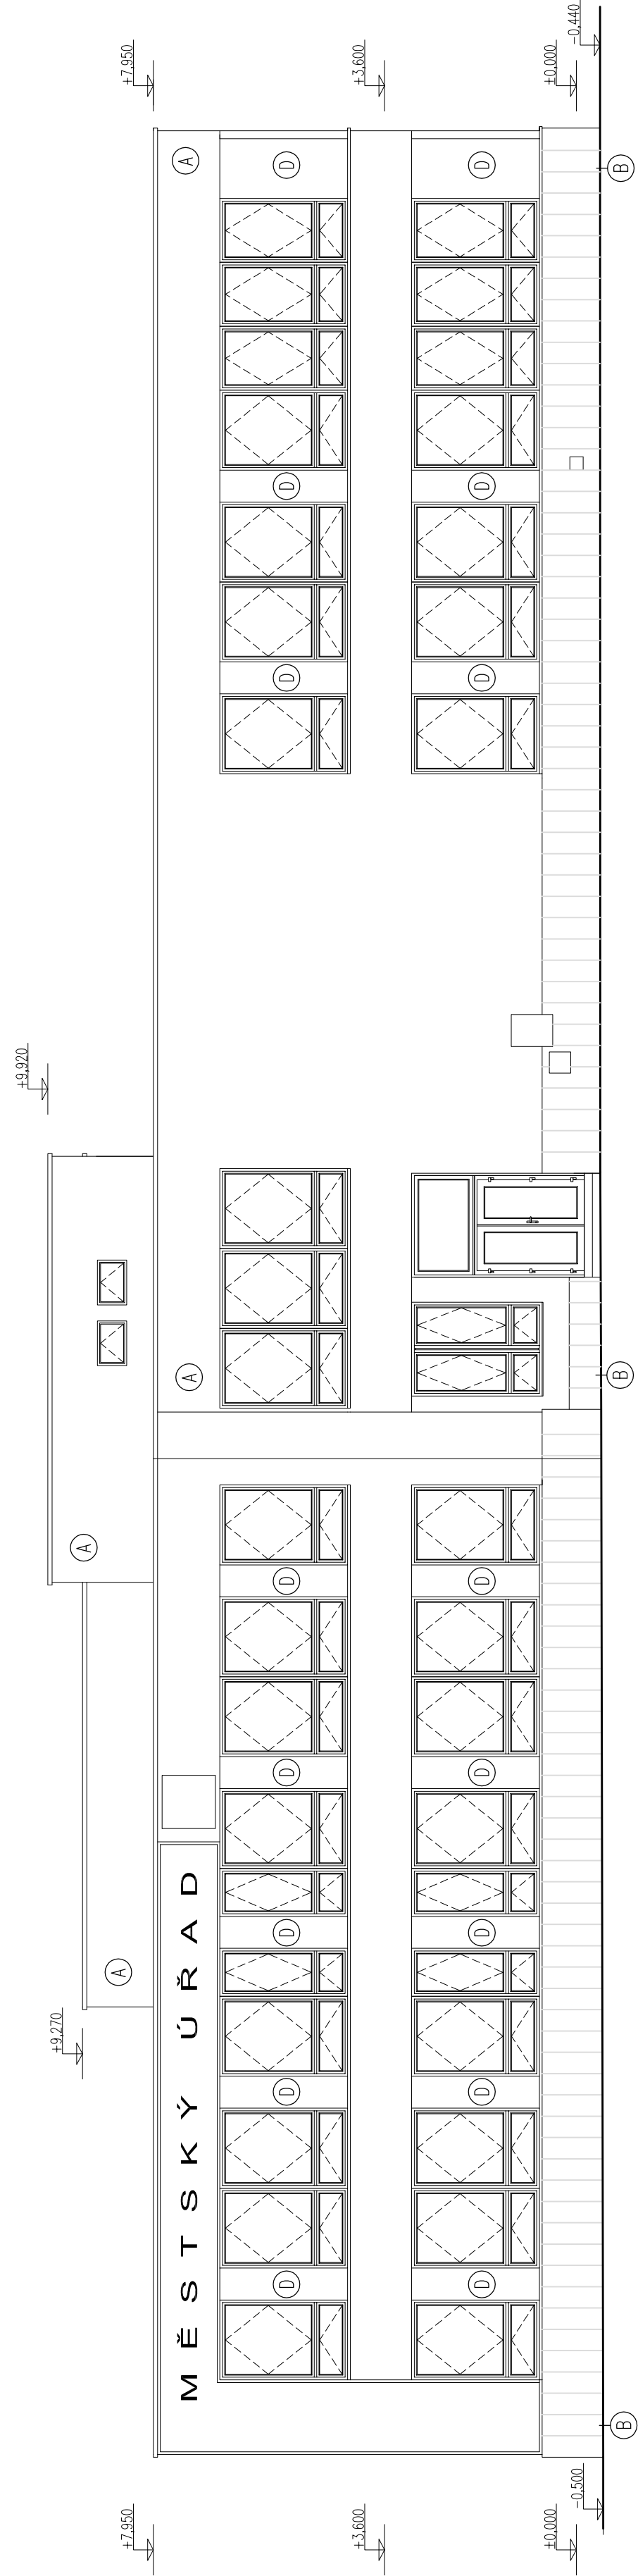 +9,920
+9,270
+7,950
+7,950
A
A
A
A
MĚSTSKÝ ÚŘAD
D
D
D
D
D
D
D
D
+3,600
+3,600
D
D
D
D
D
D
D
D
+0,000
-0,500
+0,000
-0,440
B
B
B